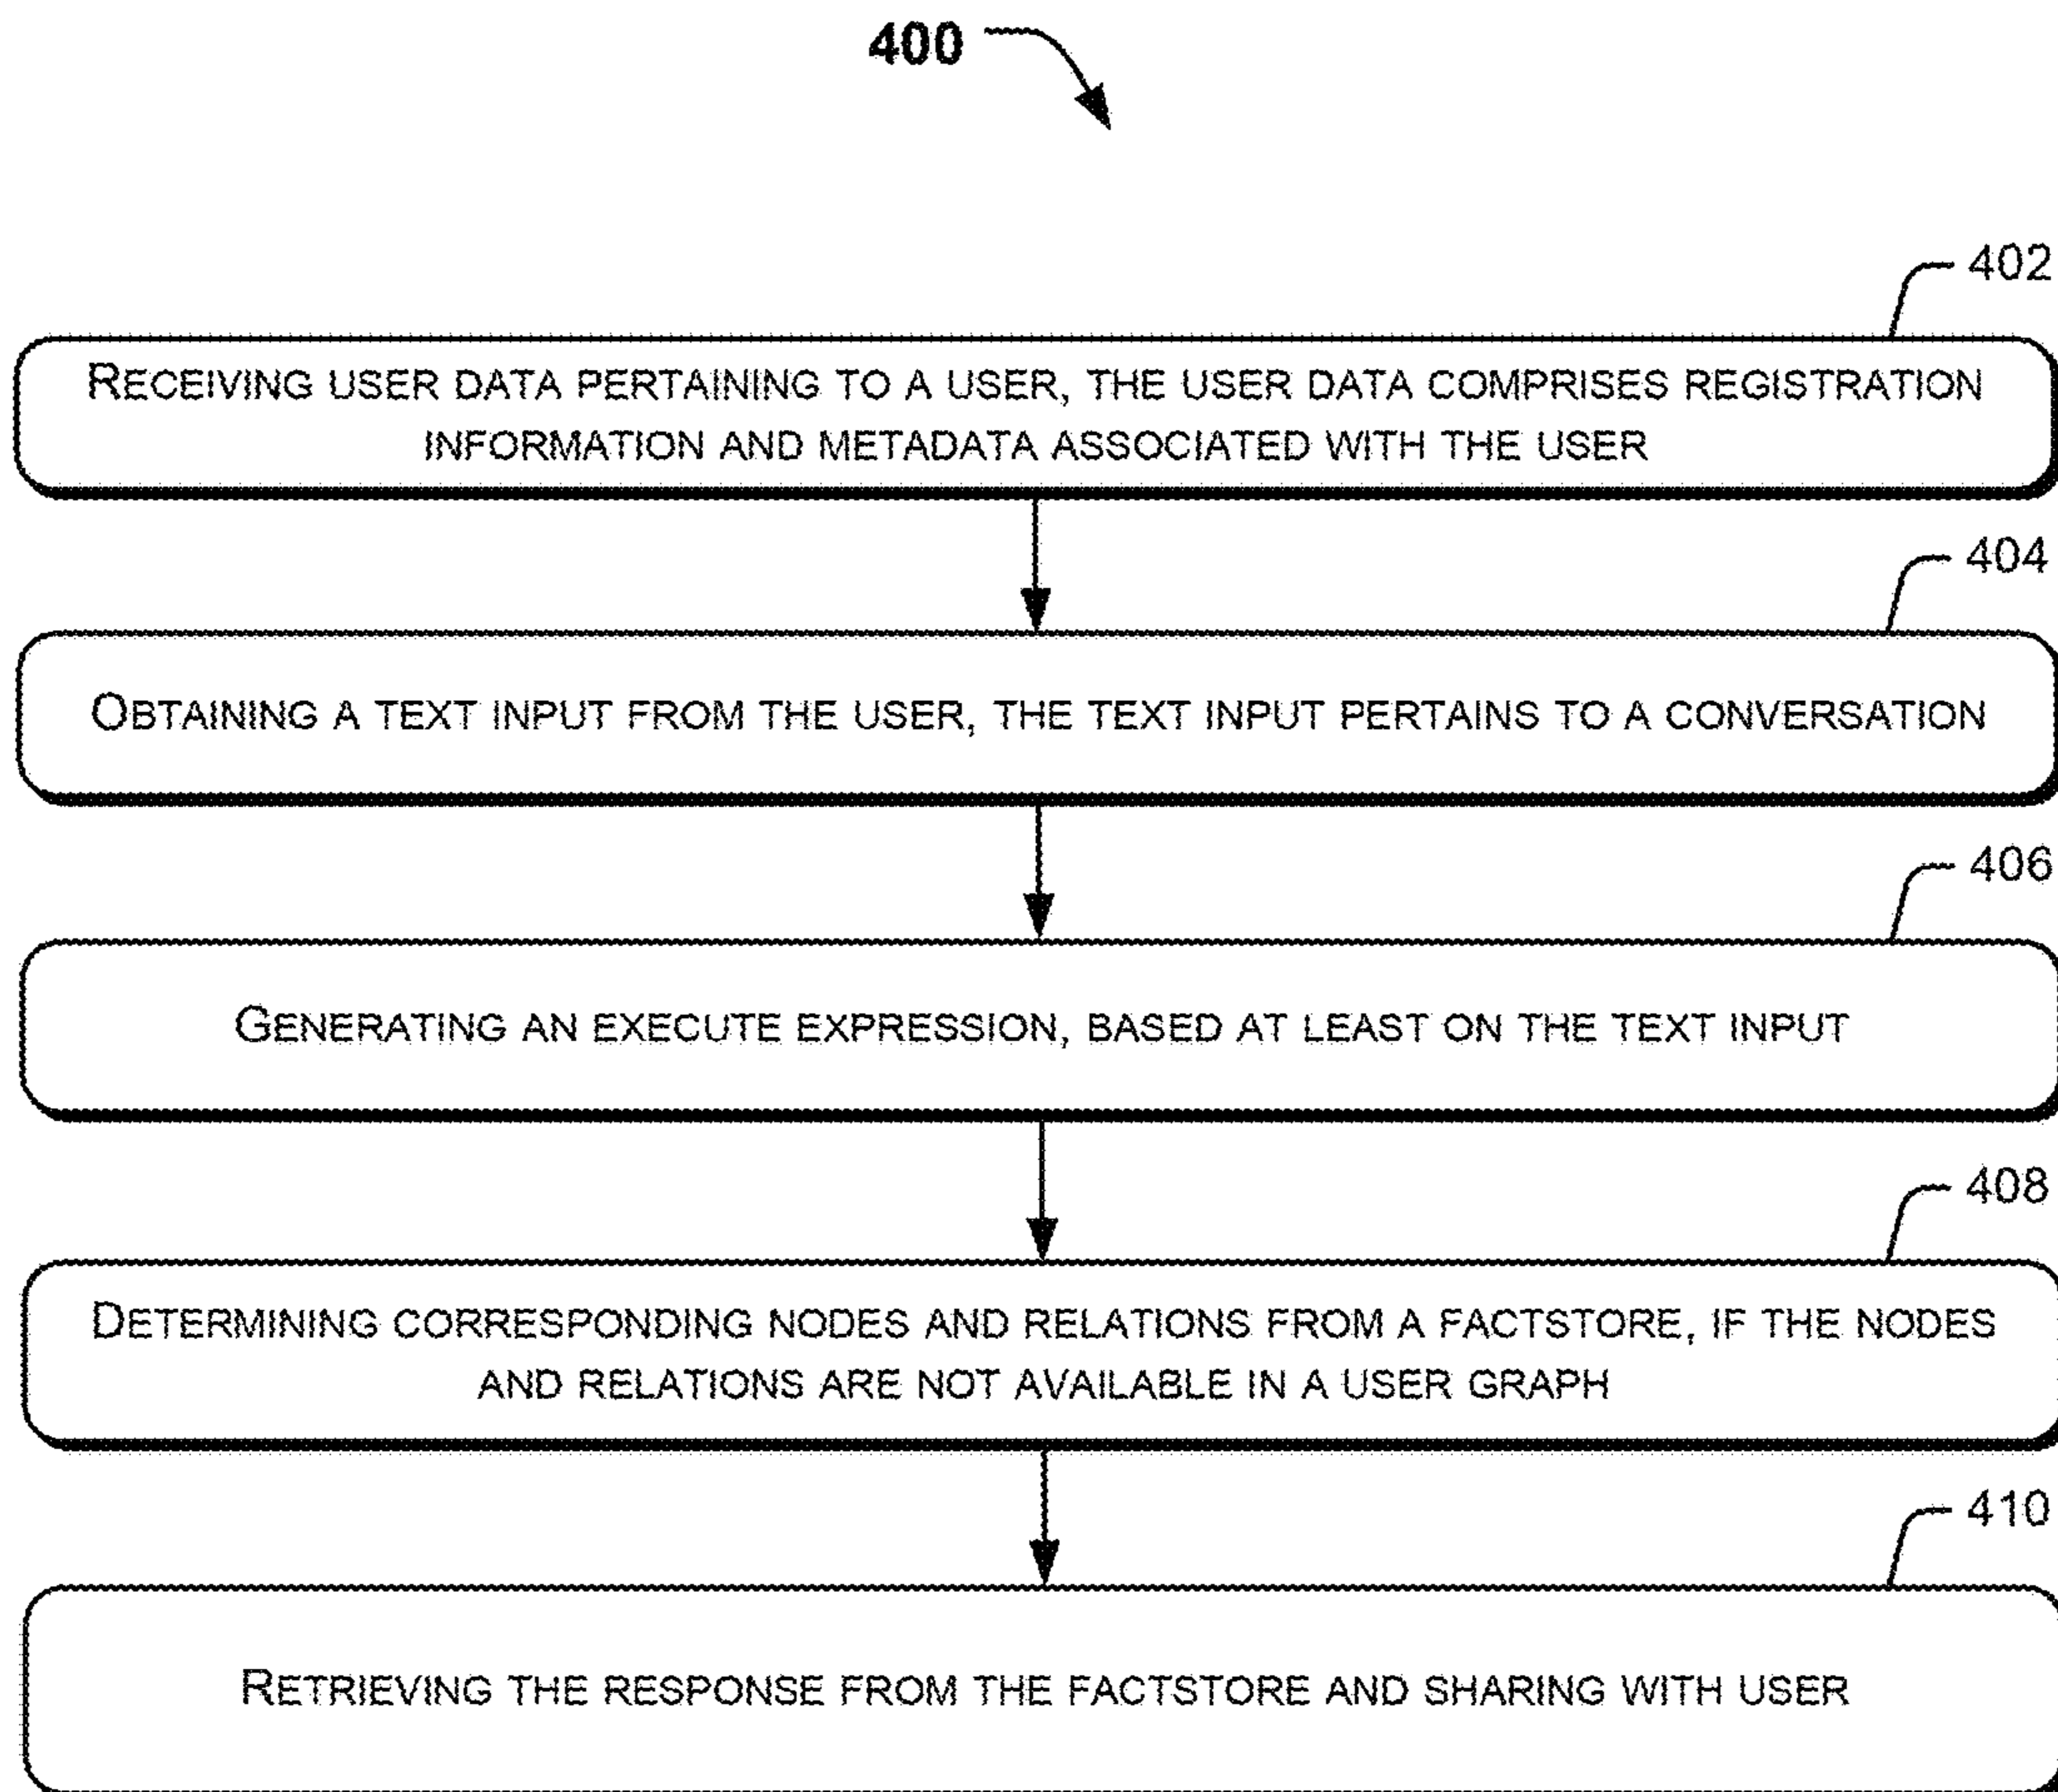 400
402
RECEIVING USER DATA PERTAINING TO A USER, THE USER DATA COMPRISES REGISTRATION
INFORMATION AND METADATA ASSOCIATED WITH THE USER
404
OBTAINING A TEXT INPUT FROM THE USER, THE TEXT INPUT PERTAINS TO A CONVERSATION
406
GENERATING AN EXECUTE EXPRESSION, BASED AT LEAST ON THE TEXT INPUT
408
DETERMINING CORRESPONDING NODES AND RELATIONS FROM A FACTSTORE, IF THE NODES
AND RELATIONS ARE NOT AVAILABLE IN A USER GRAPH
410
RETRIEVING THE RESPONSE FROM THE FACTSTORE AND SHARING WITH USER